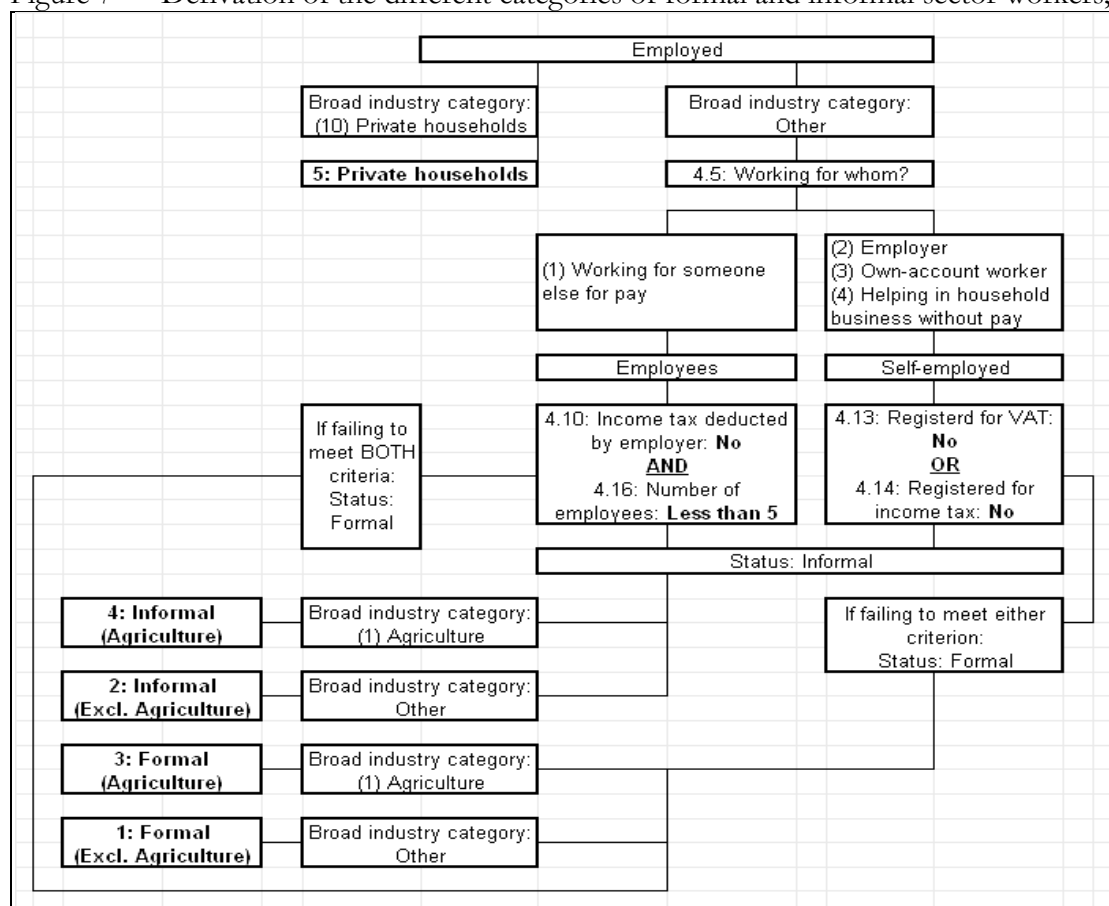 Figure 7 Derivation of the different categories of formal and informal sector workers,
Employed
Broad industry category:
(10) Private households
Broad industry category:
Other
5: Private households
4.5: Working for whom?
(1) Working for someone
else for pay
(2) Employer
(3) Own-account worker
(4) Helping in household
business without pay
Employees
Self-employed
If failing to
meet BOTH
criteria:
Status:
Formal
4.10: Income tax deducted
by employer: No
AND
4.16: Number of
employees: Less than 5
4.13: Registerd for VAT:
No
OR
4.14: Registered for
income tax: No
Status: Informal
4: Informal
(Agriculture)
Broad industry category:
(1) Agriculture
If failing to meet either
criterion:
Status: Formal
2: Informal
(Excl. Agriculture)
Broad industry category:
Other
3: Formal
(Agriculture)
Broad industry category:
(1) Agriculture
1: Formal
(Excl. Agriculture)
Broad industry category:
Other